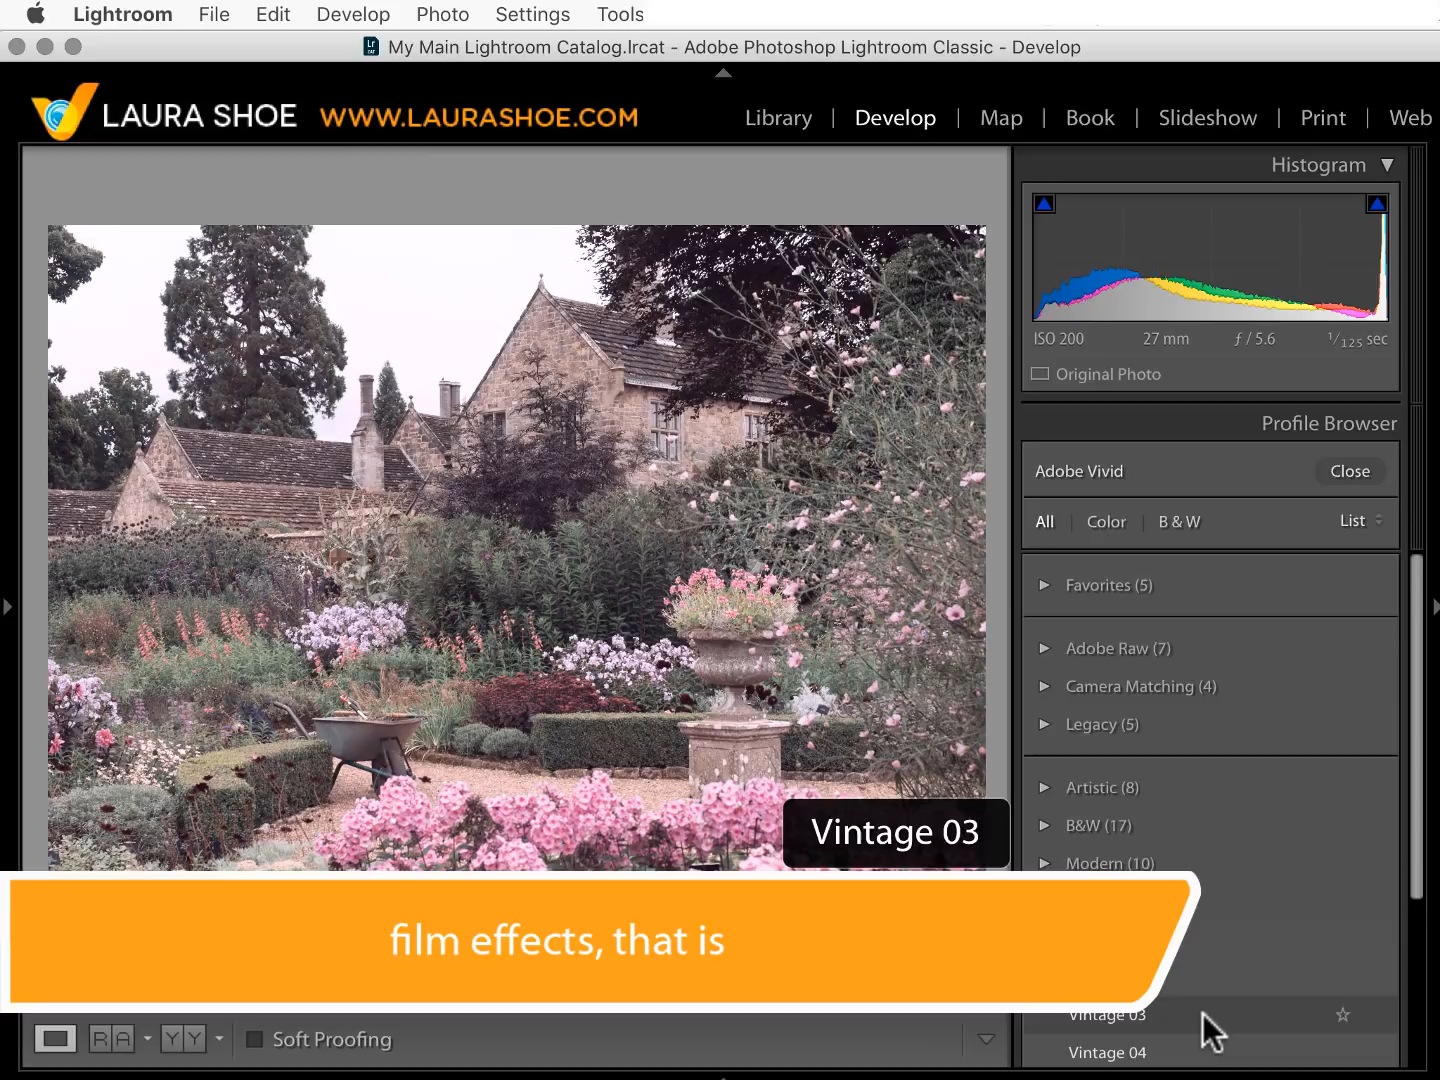 Lightroom File Edit Develop Photo Settings Tools
My Main Lightroom Catalog.lrcat - Adobe Photoshop Lightroom Classic - Develop
LAURA SHOE WWW.LAURASHOE.COM
Library | Develop | Map | Book | Slideshow | Print | Web
Histogram
ISO 200 27 mm ƒ / 5.6 1/125 sec
Original Photo
Profile Browser
Adobe Vivid Close
All Color B & W List
Favorites (5)
Adobe Raw (7)
Camera Matching (4)
Legacy (5)
Artistic (8)
B&W (17)
Modern (10)
Vintage 03
film effects, that is
Vintage 03
Vintage 04
R A Y Y Soft Proofing